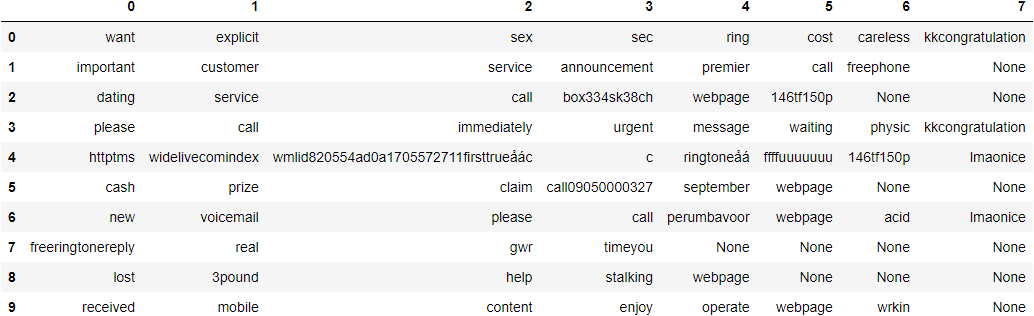 0 1 2 3 4 5 6 7
0 want explicit sex sec ring cost careless kkcongratulation
1 important customer service announcement premier call freephone None
2 dating service call box334sk38ch webpage 146tf150p None None
3 please call immediately urgent message waiting physic kkcongratulation
4 httptms widelivecomindex wmlid820554ad0a1705572711firsttrueåác c ringtoneåá ffffuuuuuuu 146tf150p lmaonice
5 cash prize claim call09050000327 september webpage None None
6 new voicemail please call perumbavoor webpage acid lmaonice
7 freeringtonereply real gwr timeyou None None None None
8 lost 3pound help stalking webpage None None None
9 received mobile content enjoy operate webpage wrkin None